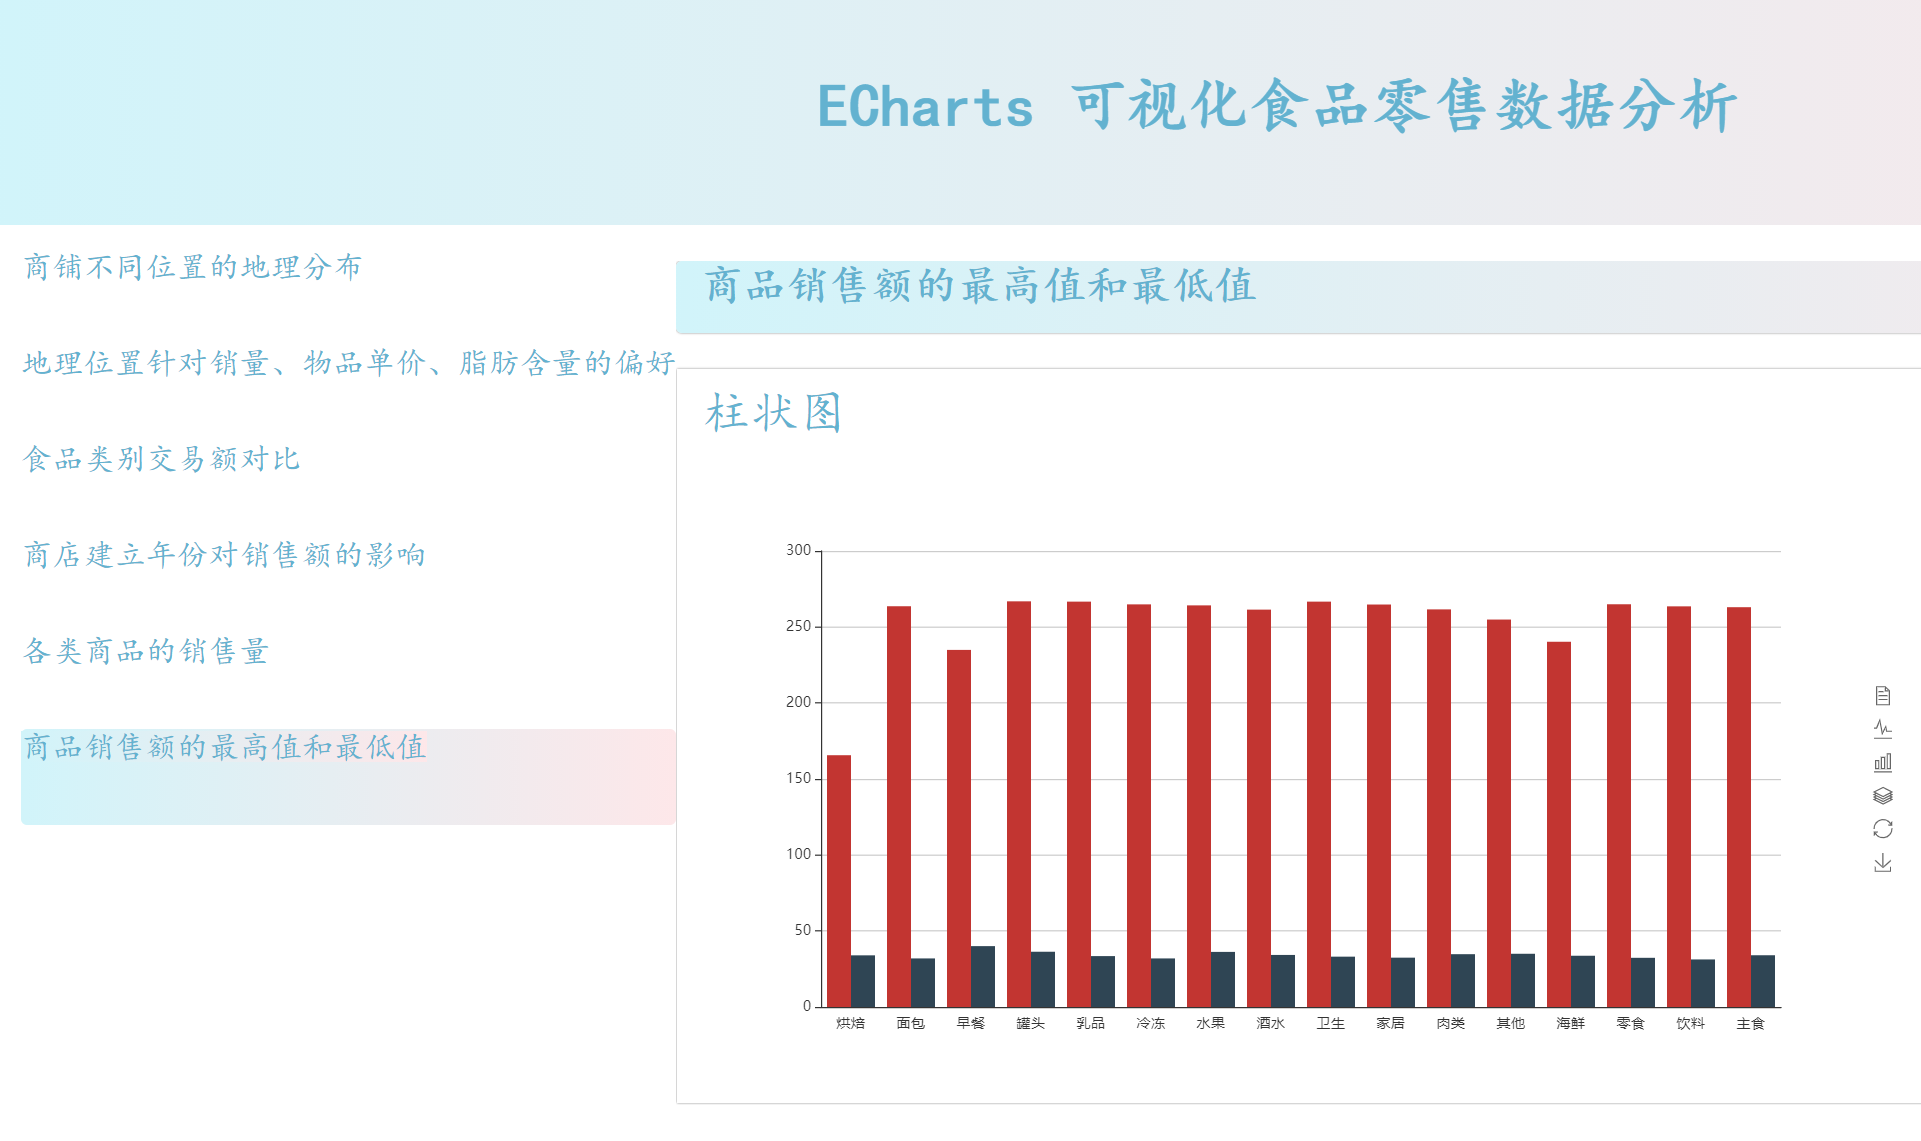 ECharts 可视化食品零售数据分析
商铺不同位置的地理分布
地理位置针对销量、物品单价、脂肪含量的偏好
食品类别交易额对比
商店建立年份对销售额的影响
各类商品的销售量
商品销售额的最高值和最低值
商品销售额的最高值和最低值
柱状图
300
250
200
150
100
50
0
烘焙 面包 早餐 罐头 乳品 冷冻 水果 酒水 卫生 家居 肉类 其他 海鲜 零食 饮料 主食